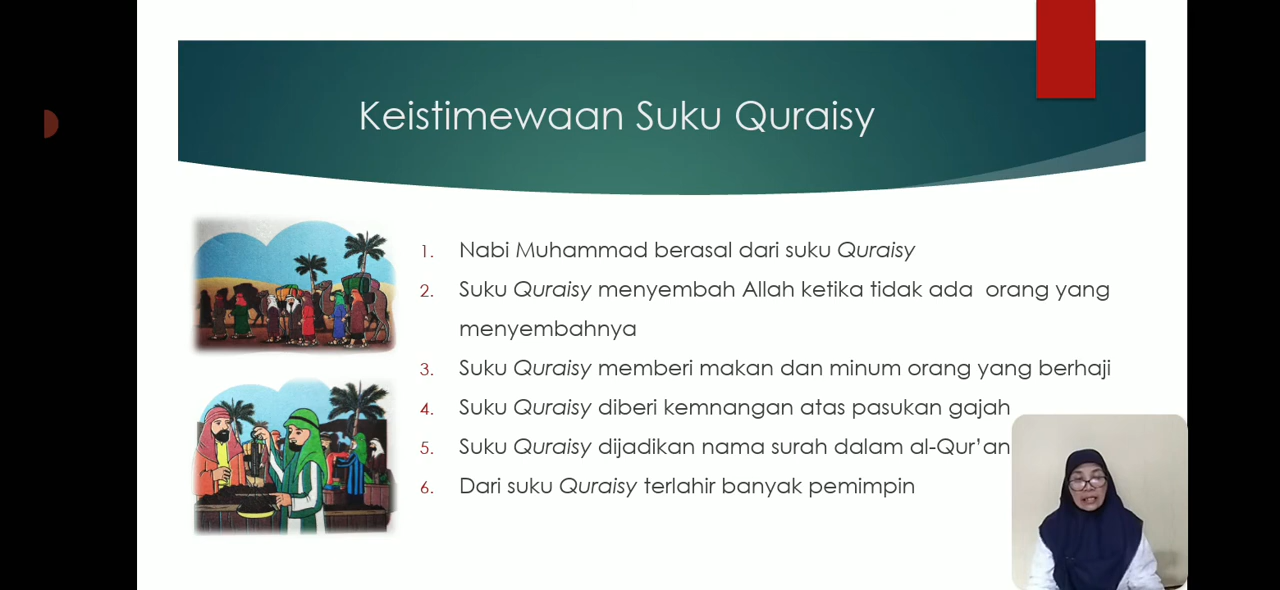 Keistimewaan Suku Quraisy
1. Nabi Muhammad berasal dari suku Quraisy
2. Suku Quraisy menyembah Allah ketika tidak ada orang yang
menyembahnya
3. Suku Quraisy memberi makan dan minum orang yang berhaji
4. Suku Quraisy diberi kemnangan atas pasukan gajah
5. Suku Quraisy dijadikan nama surah dalam al-Qur’an
6. Dari suku Quraisy terlahir banyak pemimpin